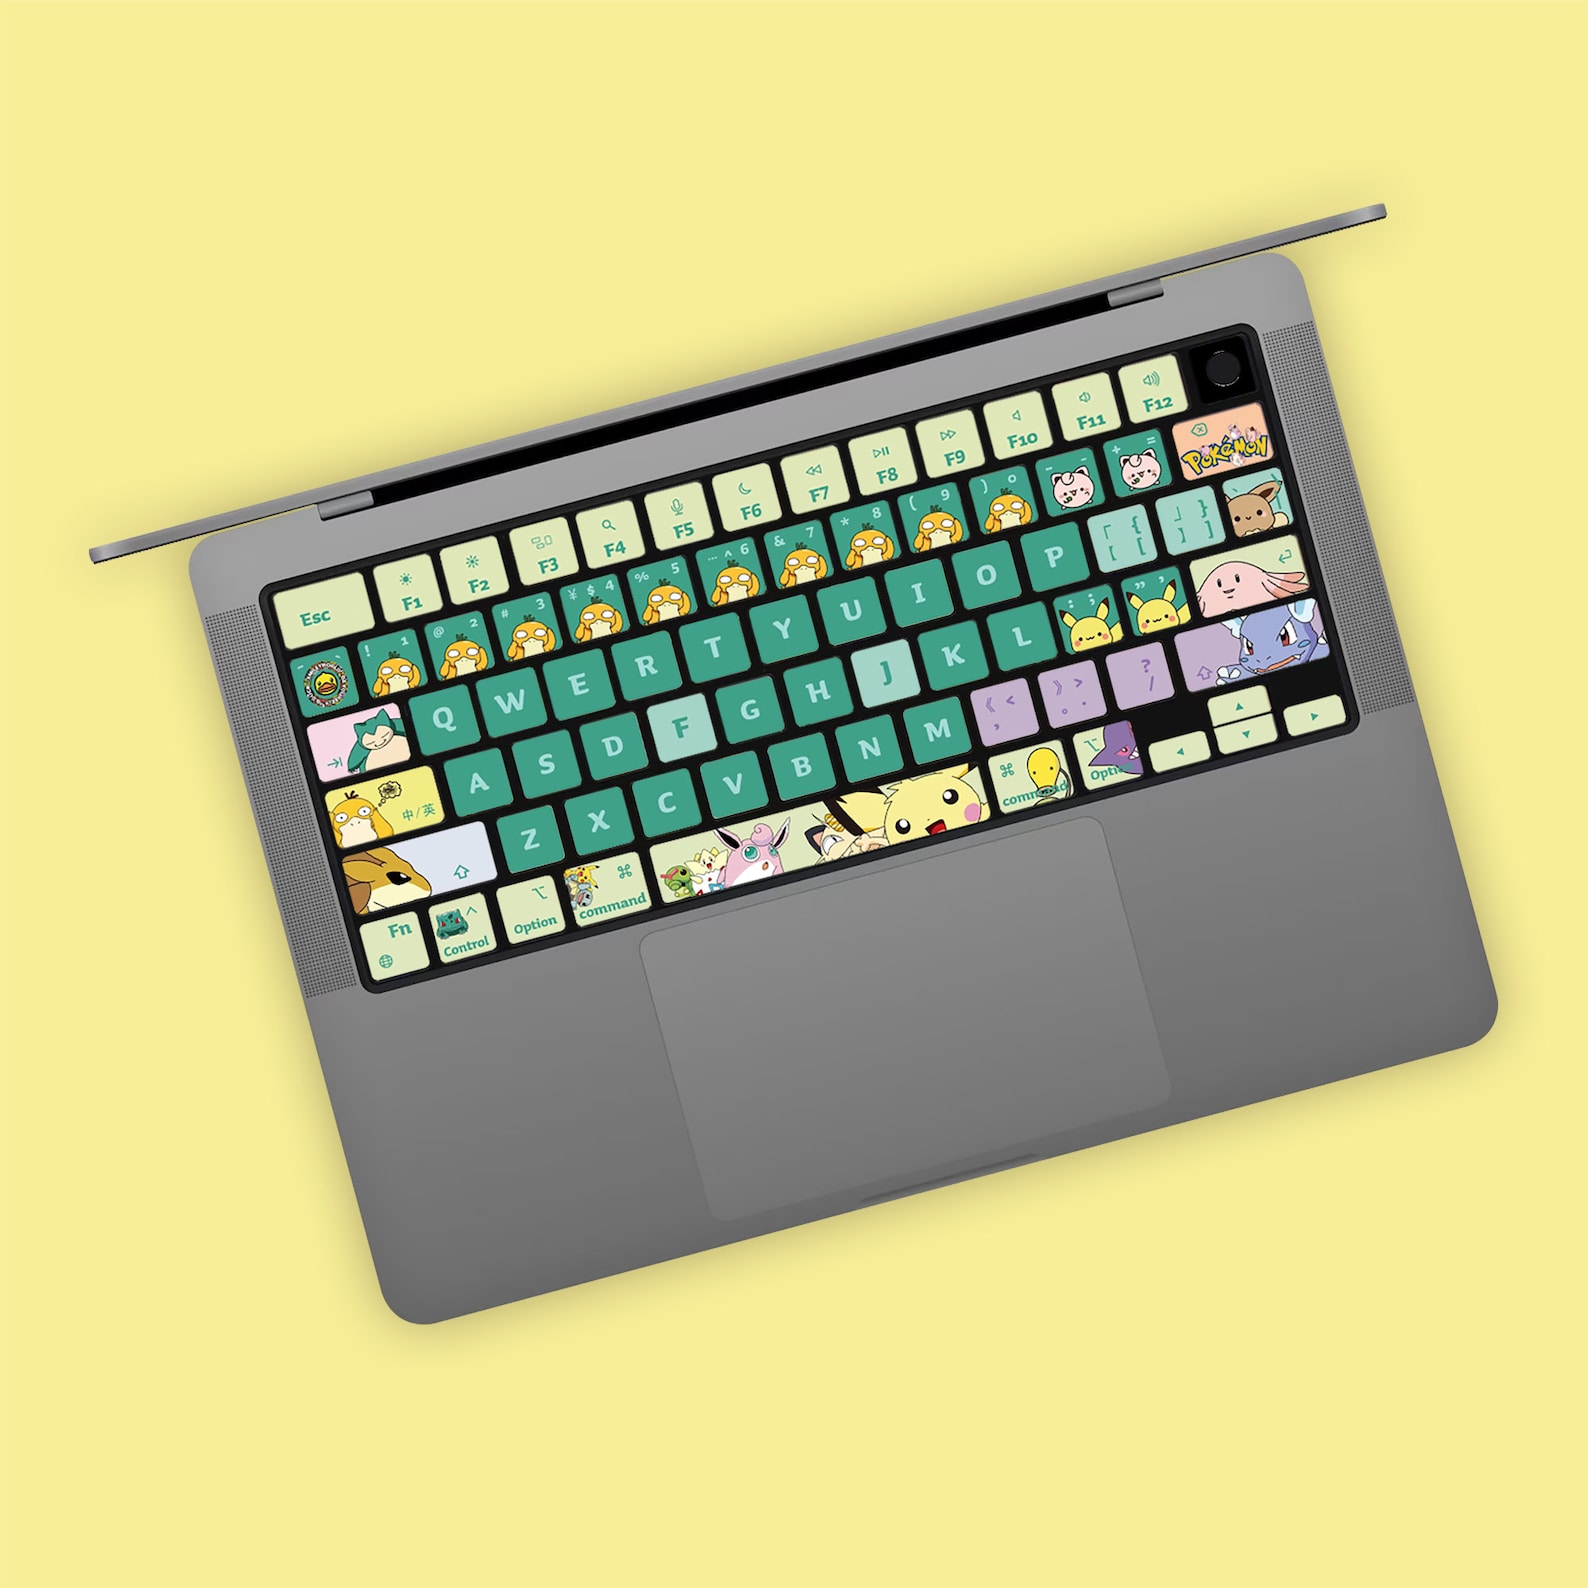 Esc F1 F2 F3 F4 F5 F6 F7 F8 F9 F10 F11 F12
! 1 @ 2 # 3 ¥ $ 4 % 5 … ^ 6 & 7 * 8 ( 9 ) 0 - + = Pokémon
Q W E R T Y U I O P 「 { [ [ 」 } ] ]
中/英 A S D F G H J K L : ; " '
Z X C V B N M 《 < , 》 > 。 . ? /
Fn Control Option command ⌘ ⌘ command Option